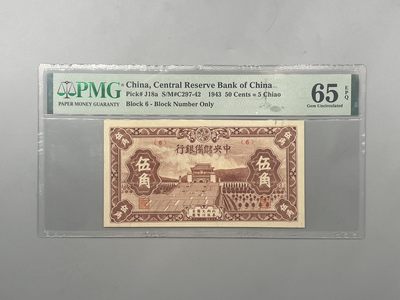 PMG
PAPER MONEY GUARANTY
China, Central Reserve Bank of China
Pick# J18a S/M#C297-42 1943 50 Cents = 5 Chiao
Block 6 - Block Number Only
65 EPQ
Gem Uncirculated
(6) (6)
行銀備儲央中
伍角 伍角